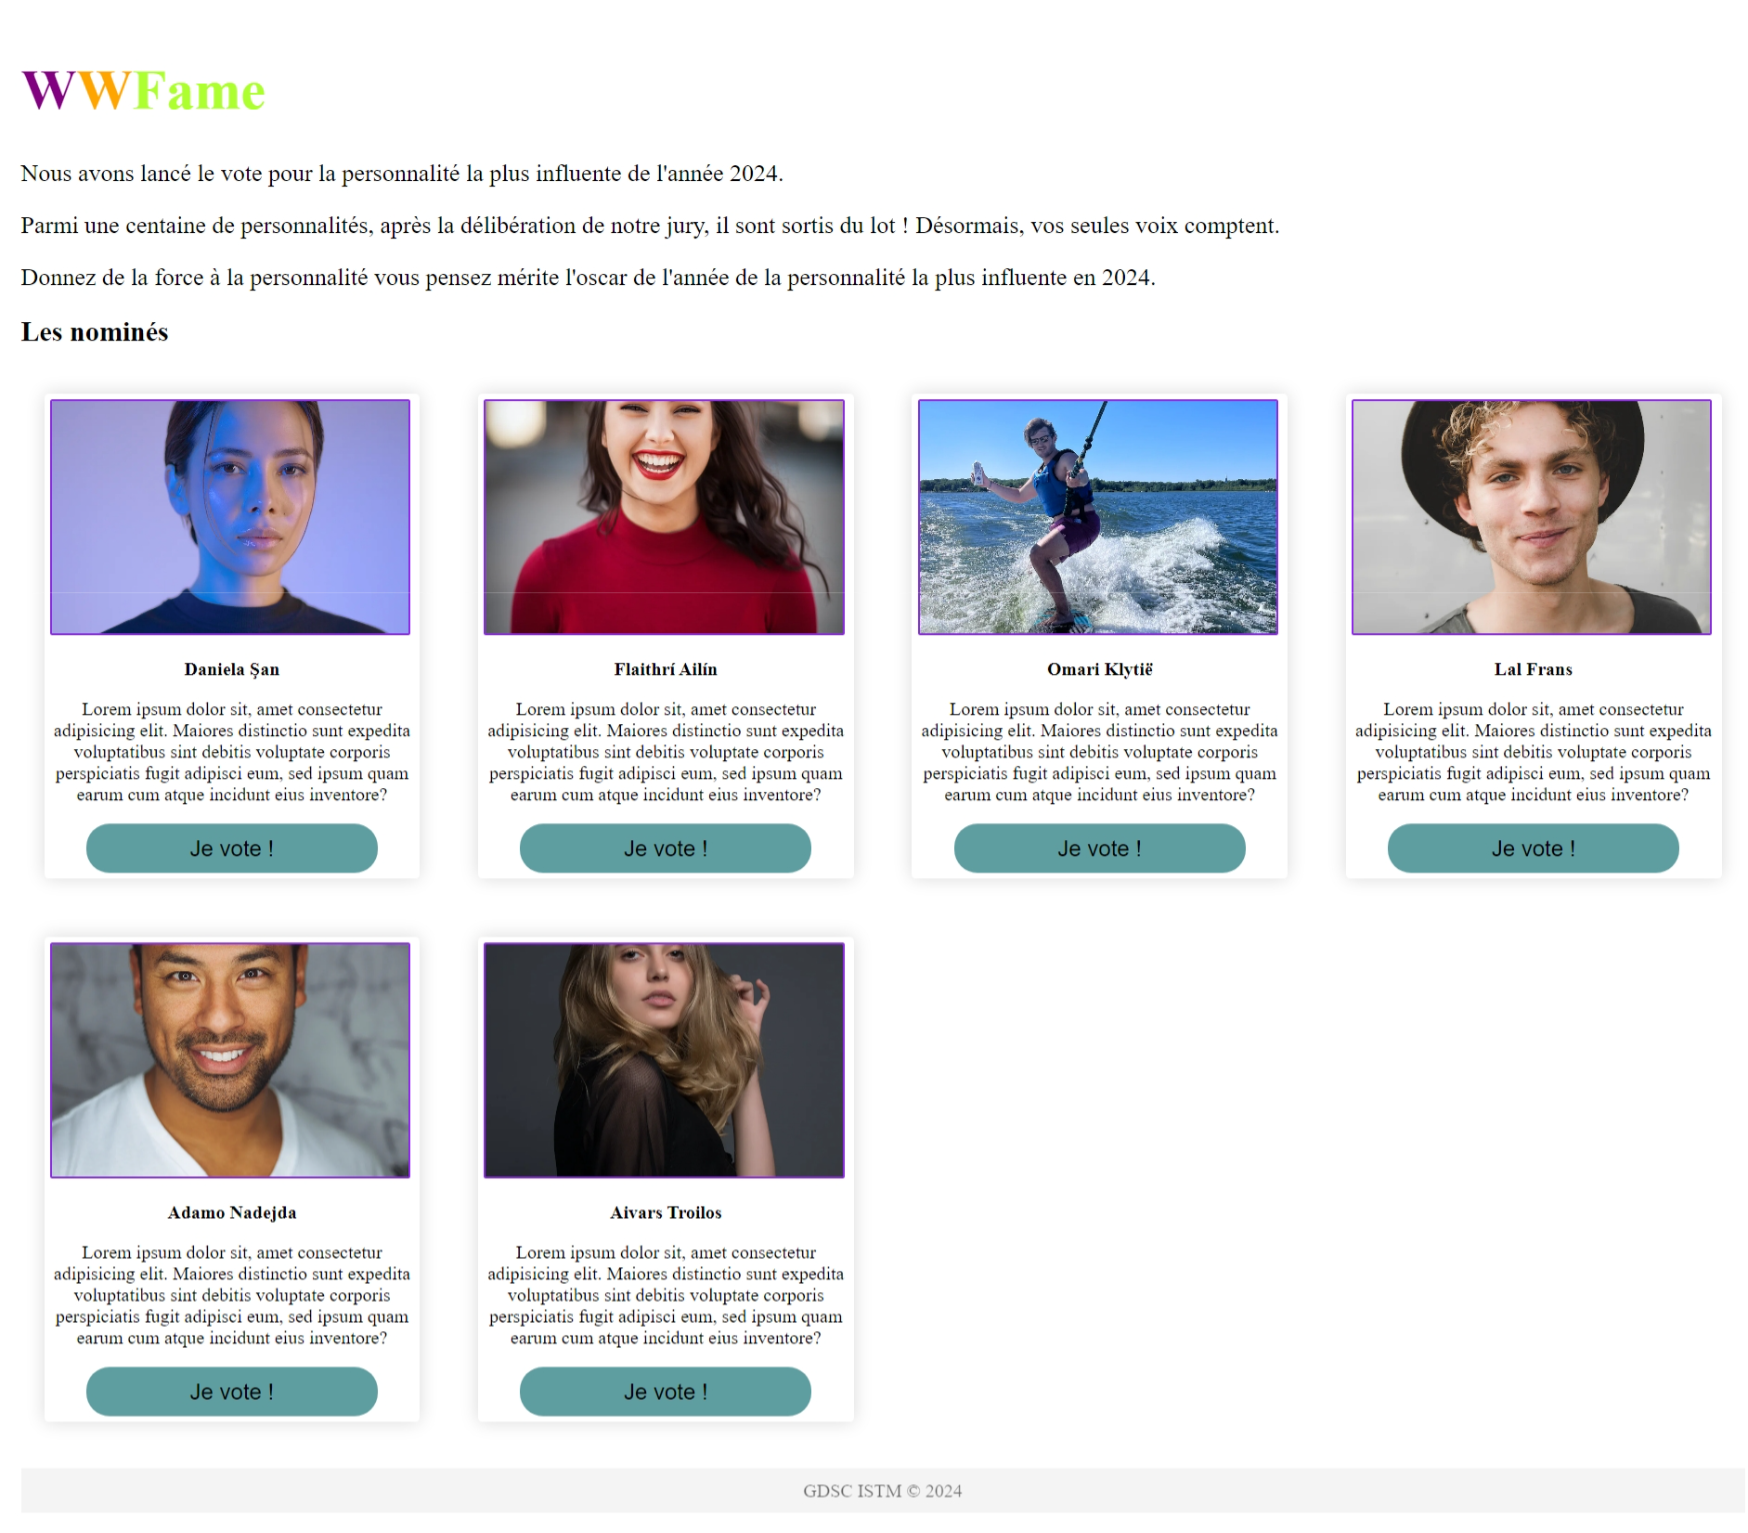 WWFame
Nous avons lancé le vote pour la personnalité la plus influente de l'année 2024.
Parmi une centaine de personnalités, après la délibération de notre jury, il sont sortis du lot ! Désormais, vos seules voix comptent.
Donnez de la force à la personnalité vous pensez mérite l'oscar de l'année de la personnalité la plus influente en 2024.
Les nominés
Daniela Şan
Lorem ipsum dolor sit, amet consectetur
adipisicing elit. Maiores distinctio sunt expedita
voluptatibus sint debitis voluptate corporis
perspiciatis fugit adipisci eum, sed ipsum quam
earum cum atque incidunt eius inventore?
Je vote !
Flaithrí Ailín
Lorem ipsum dolor sit, amet consectetur
adipisicing elit. Maiores distinctio sunt expedita
voluptatibus sint debitis voluptate corporis
perspiciatis fugit adipisci eum, sed ipsum quam
earum cum atque incidunt eius inventore?
Je vote !
Omari Klytië
Lorem ipsum dolor sit, amet consectetur
adipisicing elit. Maiores distinctio sunt expedita
voluptatibus sint debitis voluptate corporis
perspiciatis fugit adipisci eum, sed ipsum quam
earum cum atque incidunt eius inventore?
Je vote !
Lal Frans
Lorem ipsum dolor sit, amet consectetur
adipisicing elit. Maiores distinctio sunt expedita
voluptatibus sint debitis voluptate corporis
perspiciatis fugit adipisci eum, sed ipsum quam
earum cum atque incidunt eius inventore?
Je vote !
Adamo Nadejda
Lorem ipsum dolor sit, amet consectetur
adipisicing elit. Maiores distinctio sunt expedita
voluptatibus sint debitis voluptate corporis
perspiciatis fugit adipisci eum, sed ipsum quam
earum cum atque incidunt eius inventore?
Je vote !
Aivars Troilos
Lorem ipsum dolor sit, amet consectetur
adipisicing elit. Maiores distinctio sunt expedita
voluptatibus sint debitis voluptate corporis
perspiciatis fugit adipisci eum, sed ipsum quam
earum cum atque incidunt eius inventore?
Je vote !
GDSC ISTM © 2024